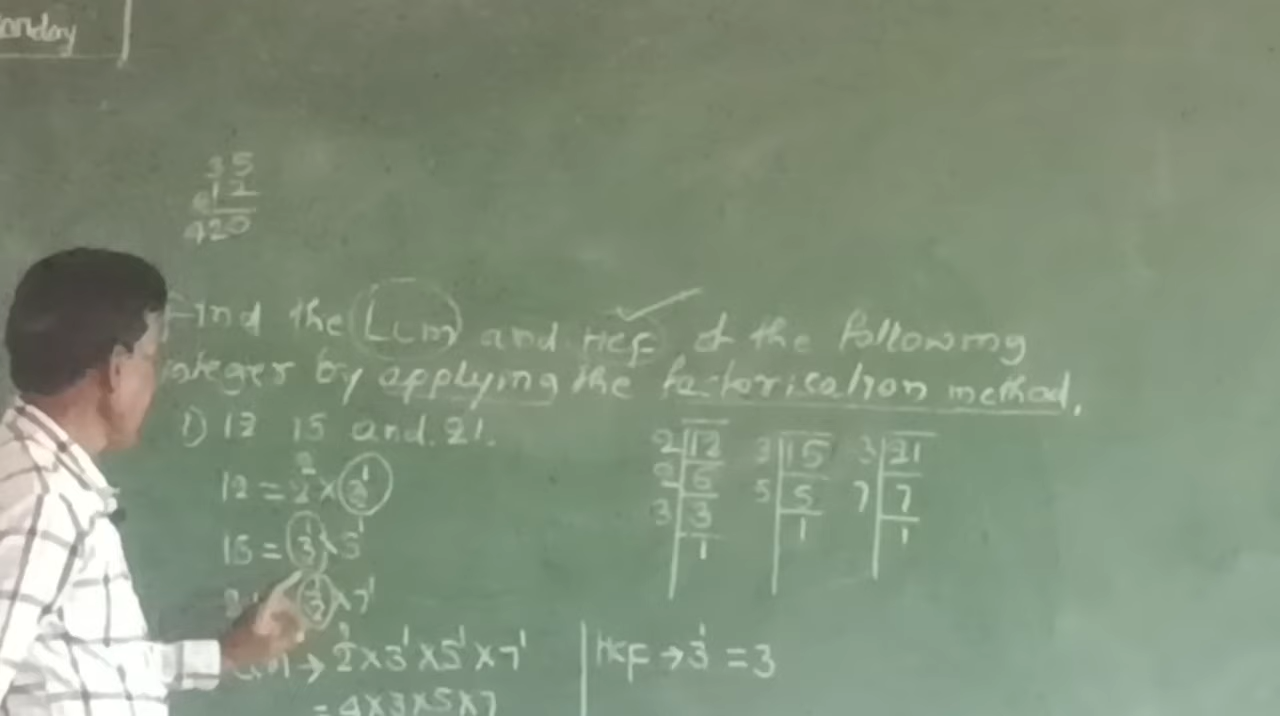 onday
35
12
420
Find the LCM and HCF of the following
integer by applying the factorisation method.
1) 12 15 and 21.
12 = 2² × 3¹
15 = 3¹ × 5¹
3¹ × 7¹
→ 2² × 3¹ × 5¹ × 7¹
= 4 × 3 × 5 × 7
2 | 12
2 | 6
3 | 3
1
3 | 15
5 | 5
1
3 | 21
7 | 7
1
HCF → 3¹ = 3